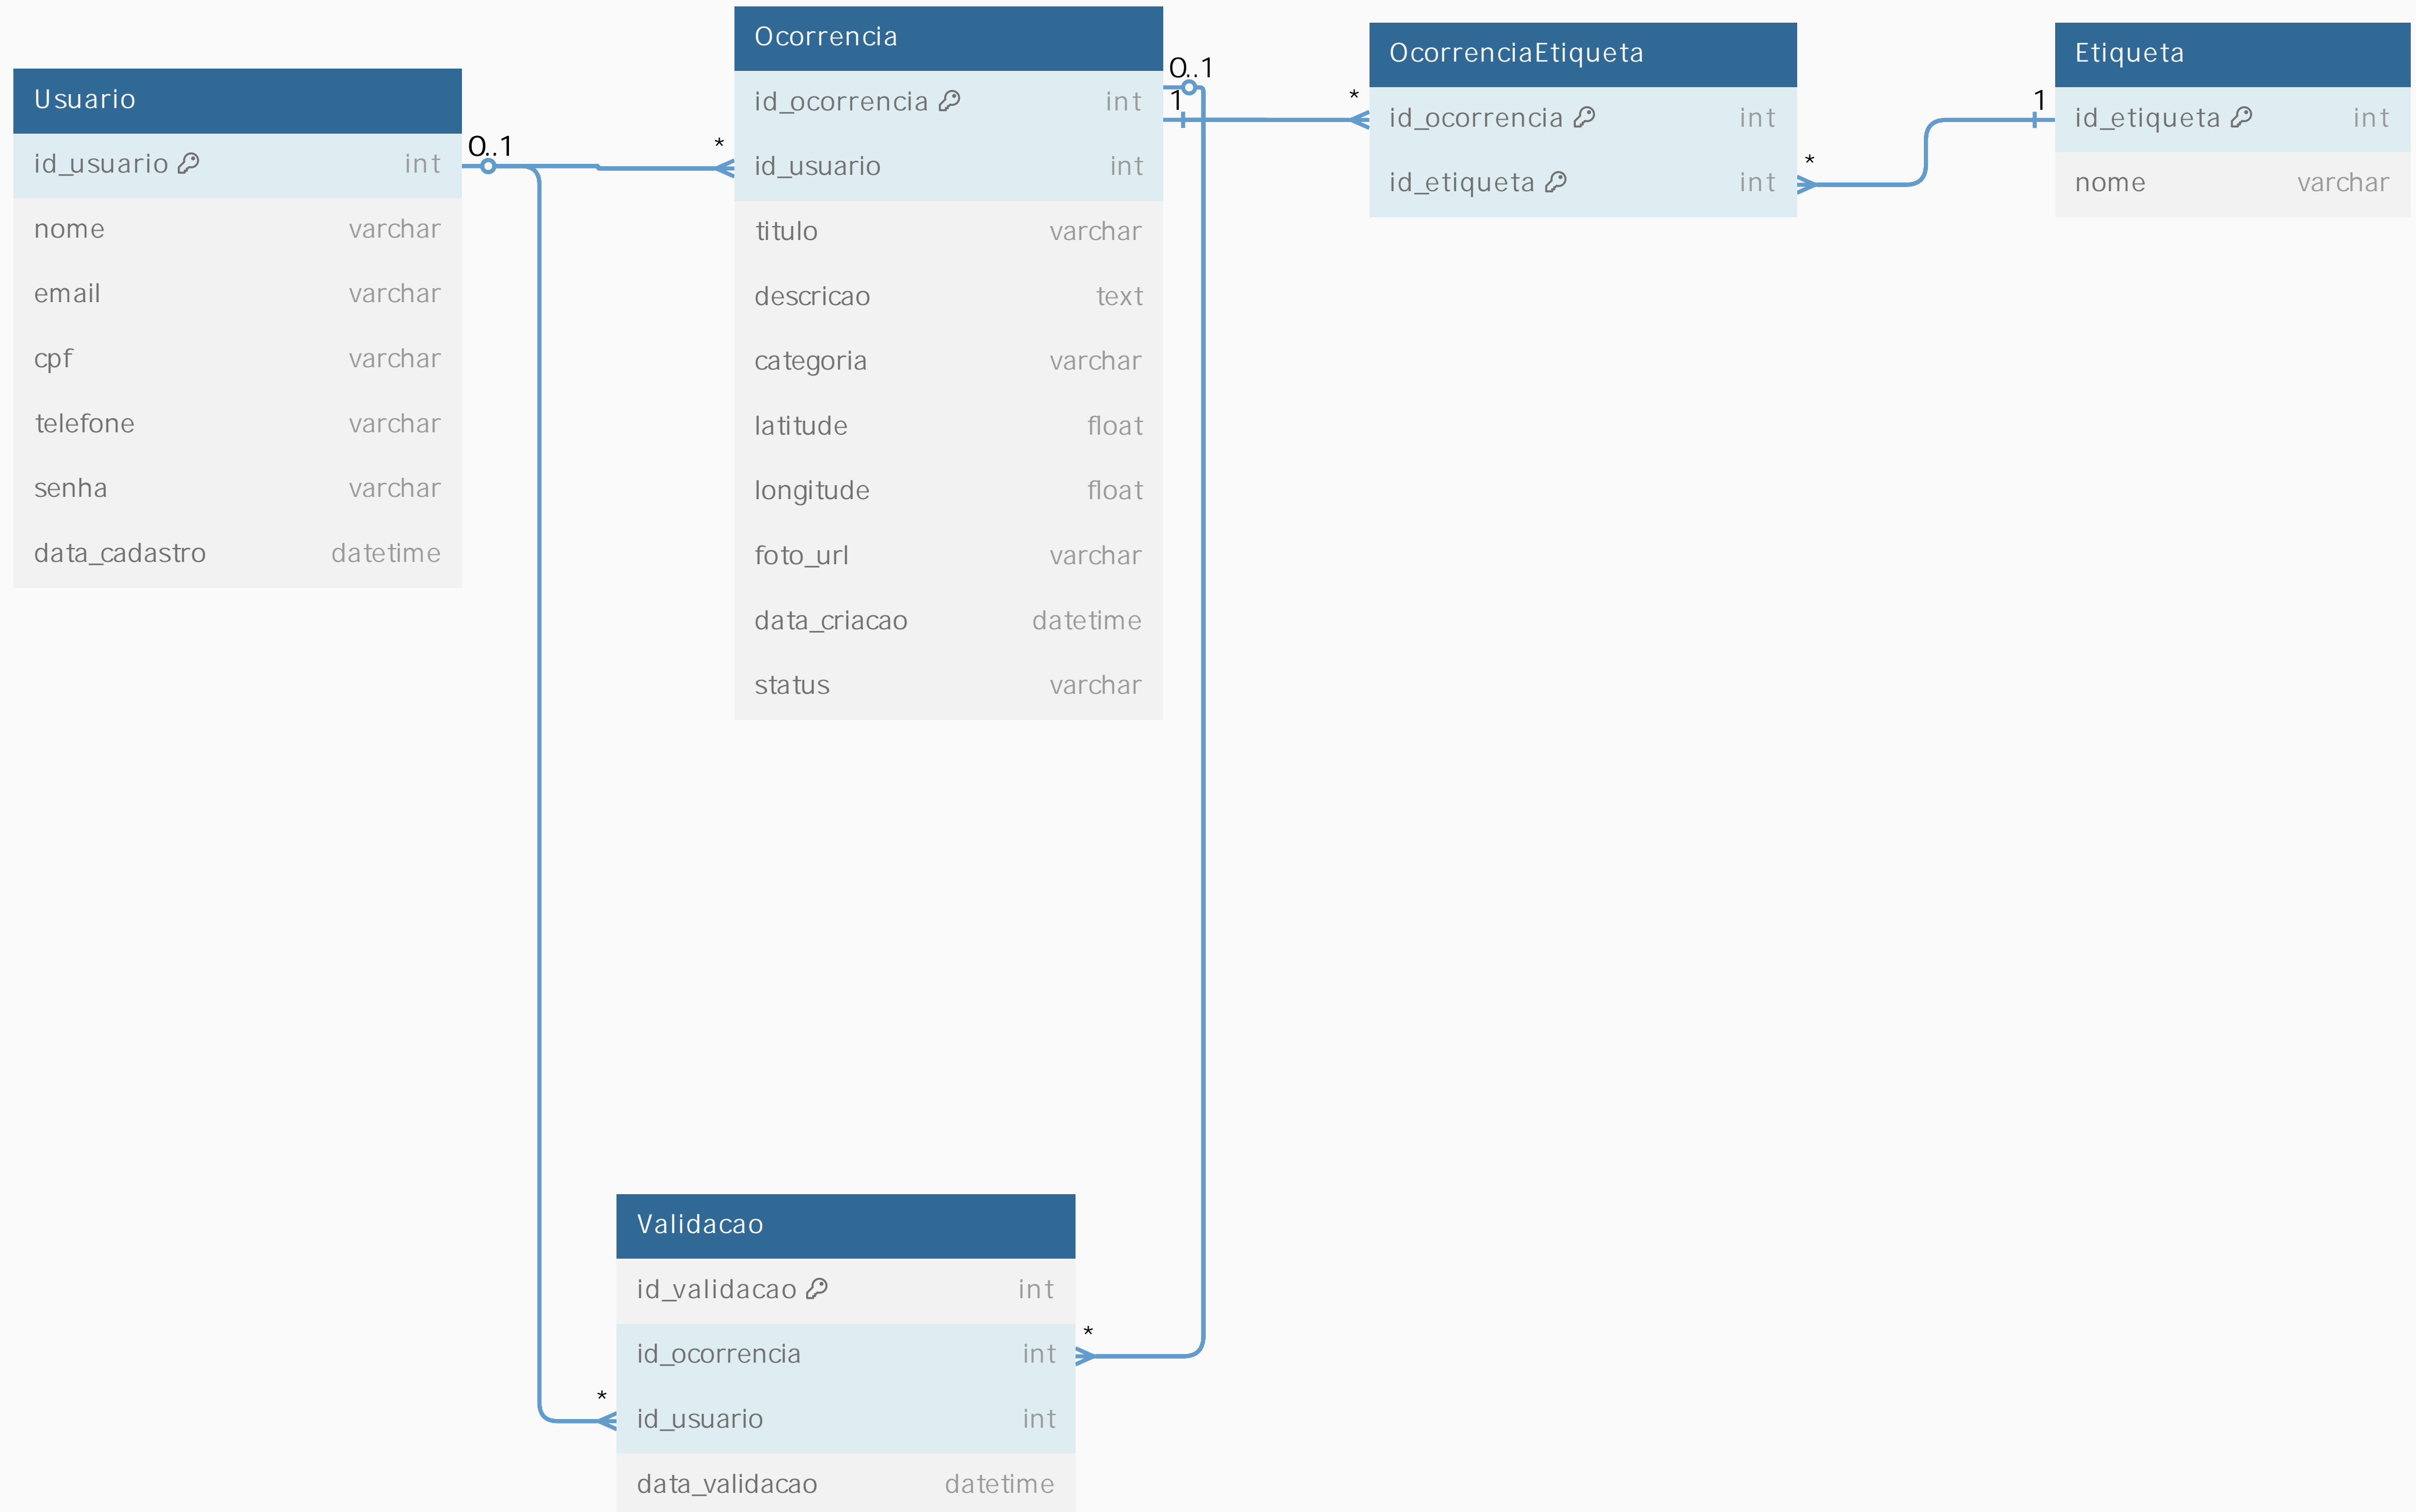 Usuario
id_usuario int
nome varchar
email varchar
cpf varchar
telefone varchar
senha varchar
data_cadastro datetime
0..1
*
Ocorrencia
id_ocorrencia int
id_usuario int
titulo varchar
descricao text
categoria varchar
latitude float
longitude float
foto_url varchar
data_criacao datetime
status varchar
0..1
1
*
OcorrenciaEtiqueta
id_ocorrencia int
id_etiqueta int
*
1
Etiqueta
id_etiqueta int
nome varchar
Validacao
id_validacao int
id_ocorrencia int
*
*
id_usuario int
data_validacao datetime